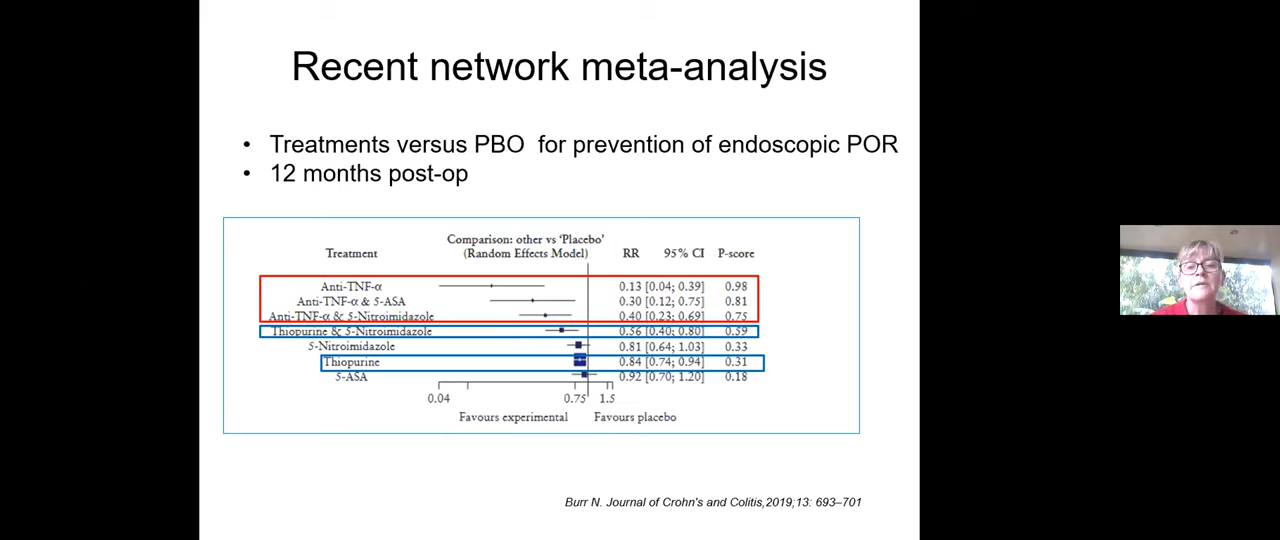 Recent network meta-analysis
• Treatments versus PBO for prevention of endoscopic POR
• 12 months post-op
Comparison: other vs 'Placebo'
Treatment (Random Effects Model) RR 95% CI P-score
Anti-TNF-α 0.13 [0.04; 0.39] 0.98
Anti-TNF-α & 5-ASA 0.30 [0.12; 0.75] 0.81
Anti-TNF-α & 5-Nitroimidazole 0.40 [0.23; 0.69] 0.75
Thiopurine & 5-Nitroimidazole 0.56 [0.40; 0.80] 0.59
5-Nitroimidazole 0.81 [0.64; 1.03] 0.33
Thiopurine 0.84 [0.74; 0.94] 0.31
5-ASA 0.92 [0.70; 1.20] 0.18
0.04 0.75 1.5
Favours experimental Favours placebo
Burr N. Journal of Crohn's and Colitis,2019;13: 693–701